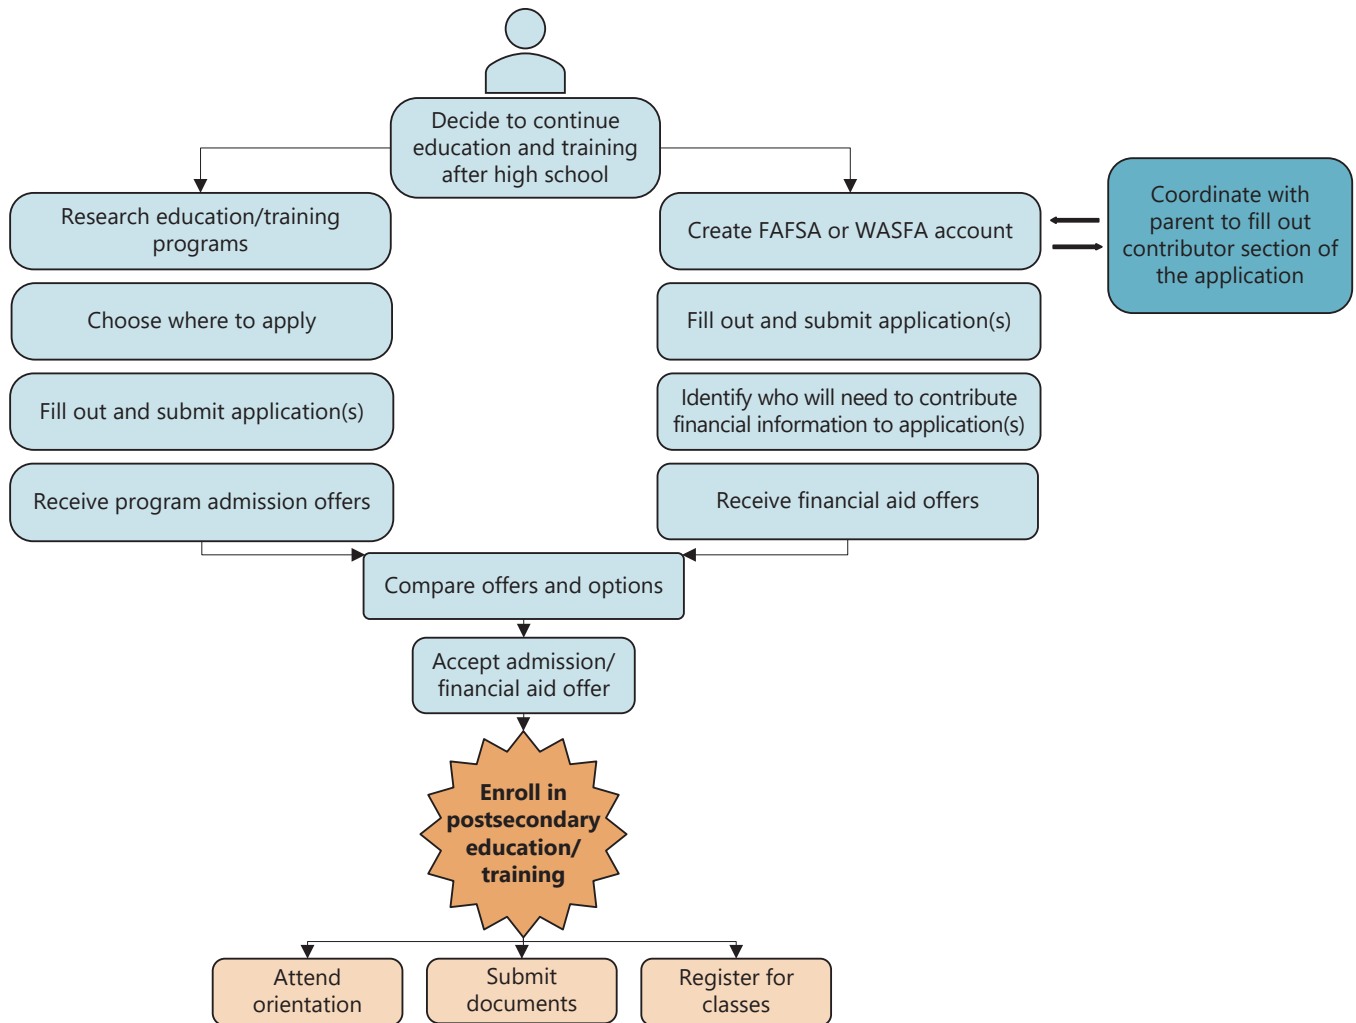 Decide to continue
education and training
after high school
Research education/training
programs
Choose where to apply
Fill out and submit application(s)
Receive program admission offers
Create FAFSA or WASFA account
Fill out and submit application(s)
Identify who will need to contribute
financial information to application(s)
Receive financial aid offers
Coordinate with
parent to fill out
contributor section of
the application
Compare offers and options
Accept admission/
financial aid offer
Enroll in
postsecondary
education/
training
Attend
orientation
Submit
documents
Register for
classes